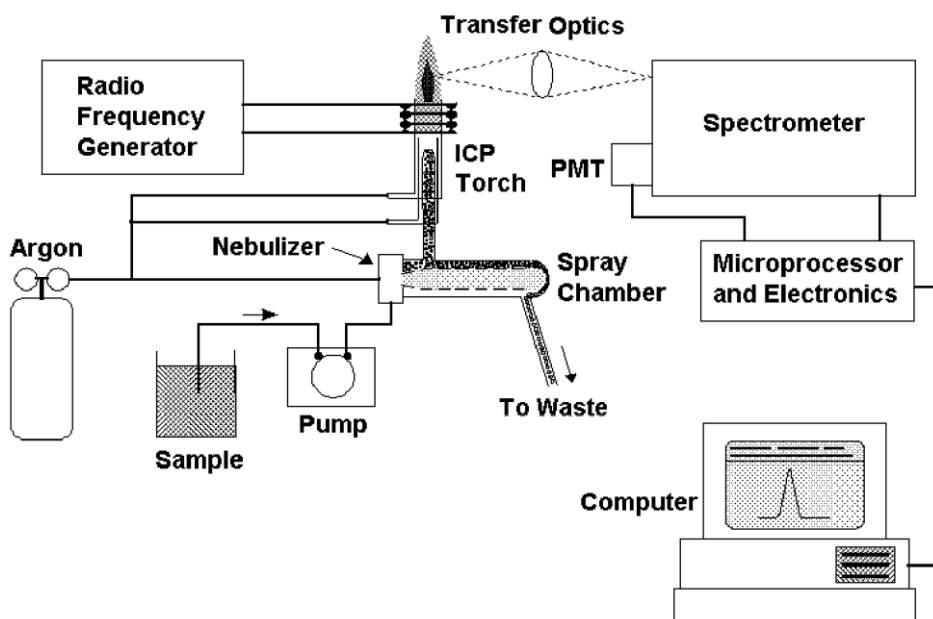 Transfer Optics
Radio
Frequency
Generator
Spectrometer
ICP
Torch
PMT
Argon
Nebulizer
Spray
Chamber
Microprocessor
and Electronics
To Waste
Pump
Sample
Computer